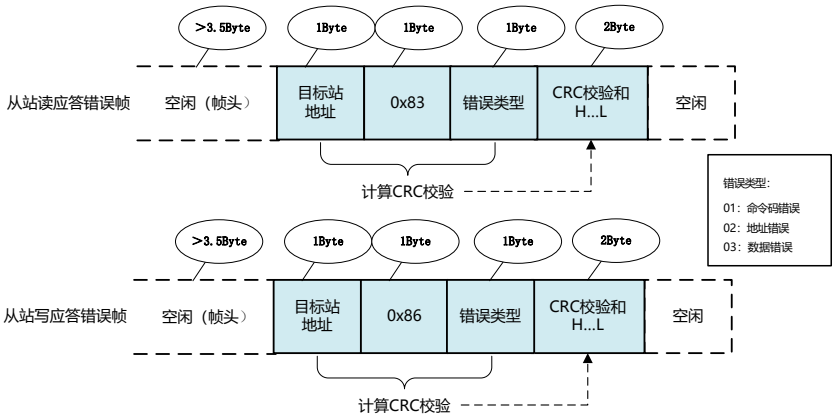 >3.5Byte
1Byte
1Byte
1Byte
2Byte
从站读应答错误帧
空闲（帧头）
目标站
地址
0x83
错误类型
CRC校验和
H...L
空闲
计算CRC校验
错误类型：
01：命令码错误
02：地址错误
03：数据错误
>3.5Byte
1Byte
1Byte
1Byte
2Byte
从站写应答错误帧
空闲（帧头）
目标站
地址
0x86
错误类型
CRC校验和
H...L
空闲
计算CRC校验